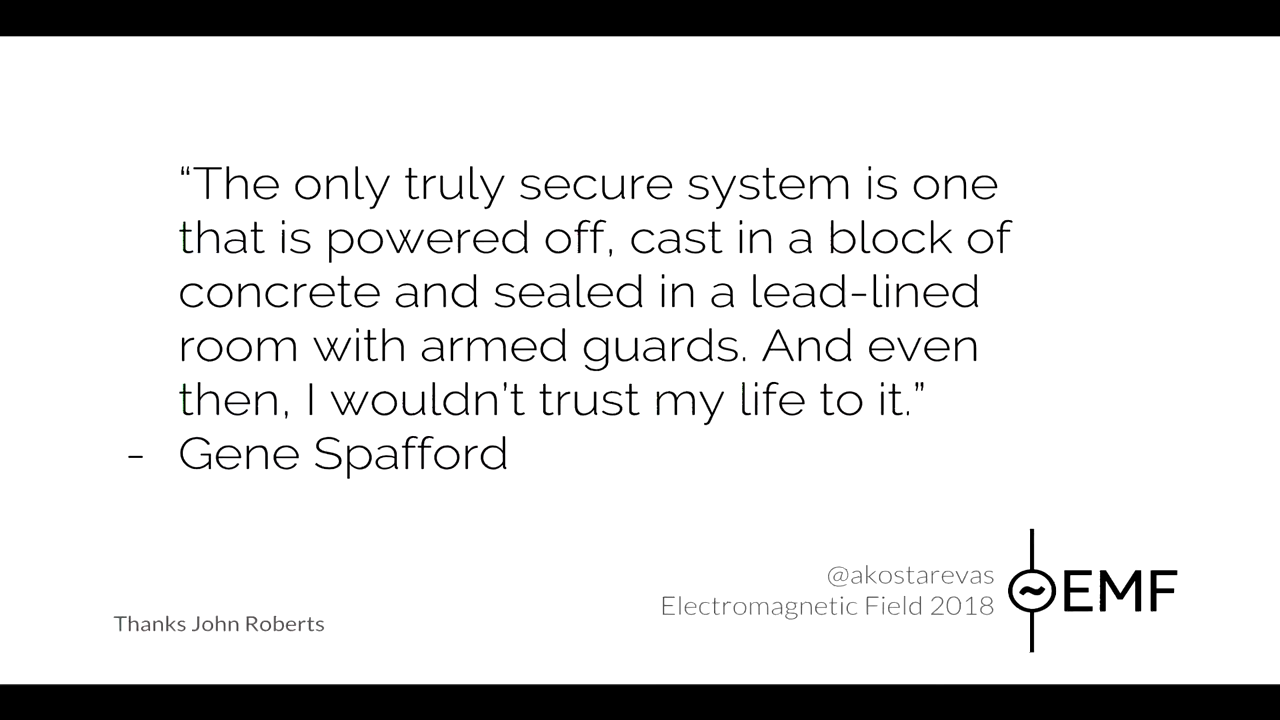 “The only truly secure system is one
that is powered off, cast in a block of
concrete and sealed in a lead-lined
room with armed guards. And even
then, I wouldn’t trust my life to it.”
- Gene Spafford
@akostarevas
Electromagnetic Field 2018
EMF
Thanks John Roberts